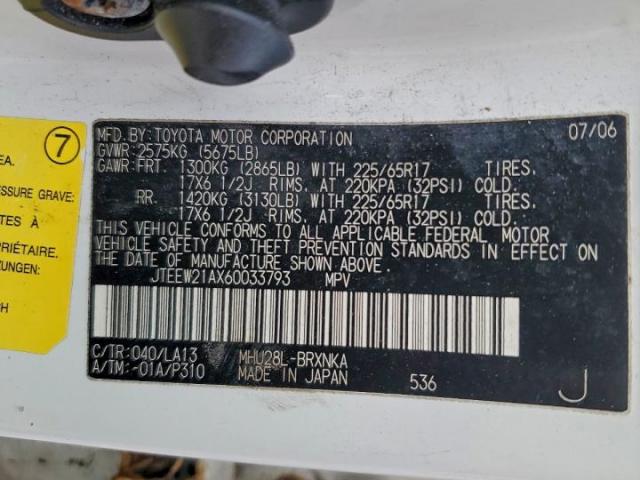 7
EA.
ESSURE GRAVE:
TES À
PRIÉTAIRE.
ZUNGEN:
CH
MFD. BY: TOYOTA MOTOR CORPORATION 07/06
GVWR: 2575KG (5675LB)
GAWR: FRT. 1300KG (2865LB) WITH 225/65R17 TIRES.
17X6 1/2J RIMS. AT 220KPA (32PSI) COLD.
RR. 1420KG (3130LB) WITH 225/65R17 TIRES.
17X6 1/2J RIMS. AT 220KPA (32PSI) COLD.
THIS VEHICLE CONFORMS TO ALL APPLICABLE FEDERAL MOTOR
VEHICLE SAFETY AND THEFT PREVENTION STANDARDS IN EFFECT ON
THE DATE OF MANUFACTURE SHOWN ABOVE.
JTEEW21AX60033793 MPV
C/TR: 040/LA13 MHU28L-BRXNKA
A/TM: -01A/P310 MADE IN JAPAN 536 J